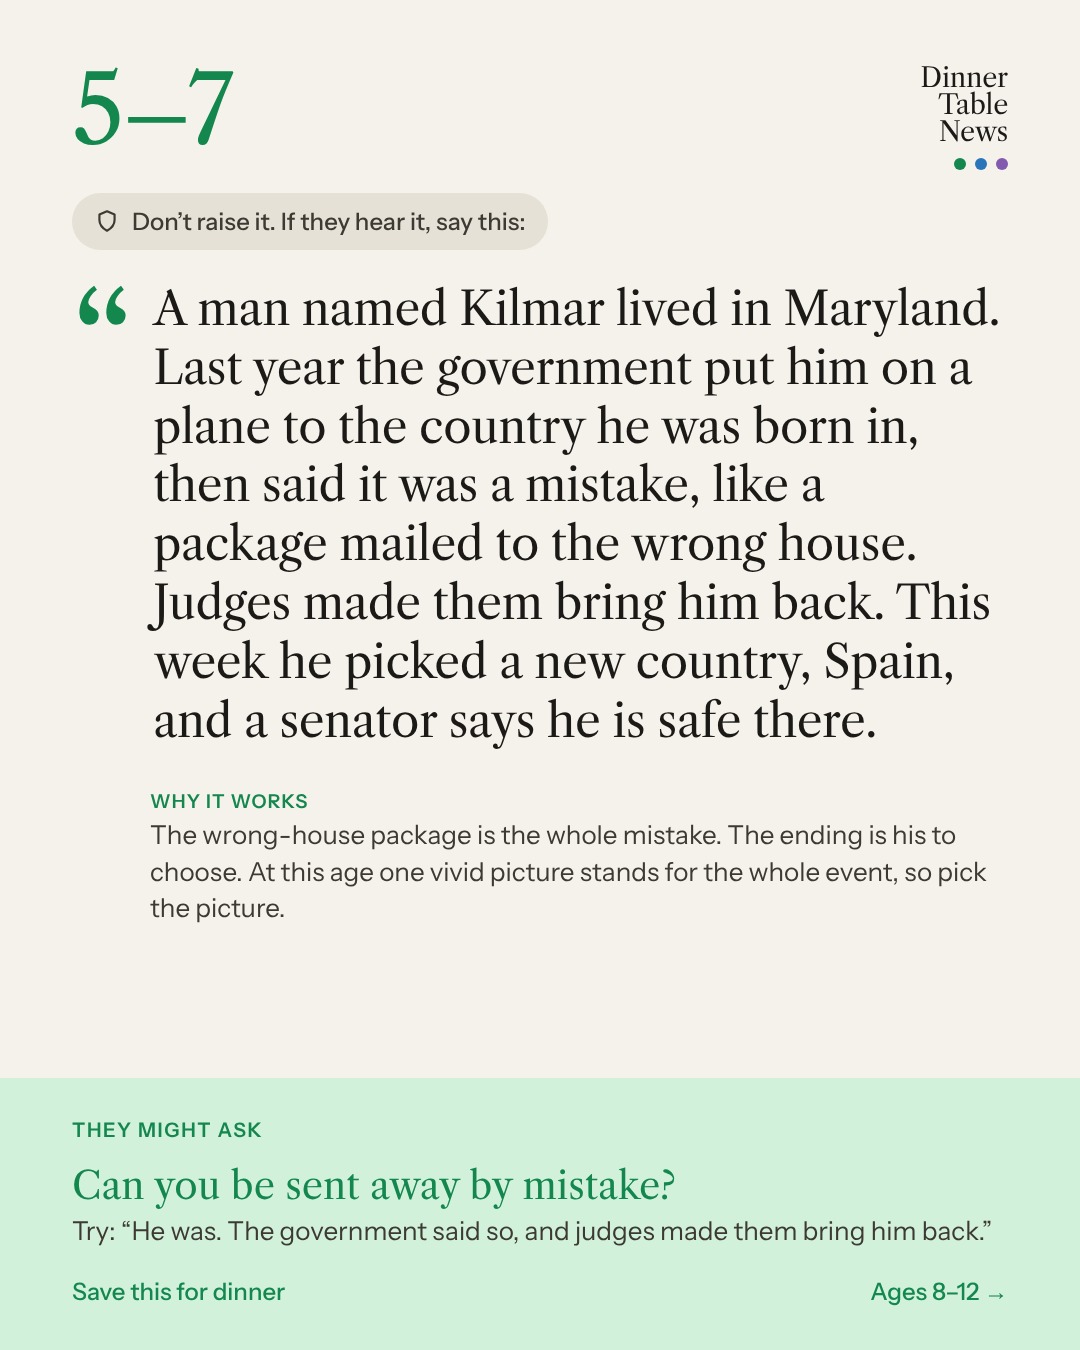 5–7
Dinner
Table
News
Don’t raise it. If they hear it, say this:
“ A man named Kilmar lived in Maryland.
Last year the government put him on a
plane to the country he was born in,
then said it was a mistake, like a
package mailed to the wrong house.
Judges made them bring him back. This
week he picked a new country, Spain,
and a senator says he is safe there.
WHY IT WORKS
The wrong-house package is the whole mistake. The ending is his to
choose. At this age one vivid picture stands for the whole event, so pick
the picture.
THEY MIGHT ASK
Can you be sent away by mistake?
Try: “He was. The government said so, and judges made them bring him back.”
Save this for dinner
Ages 8–12 →